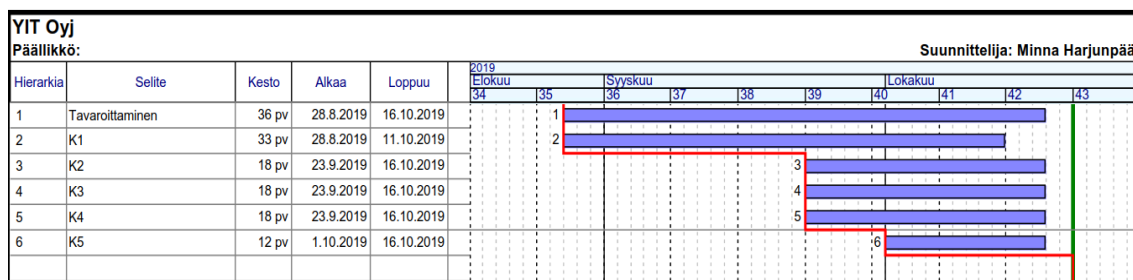 YIT Oyj
Päällikkö: Suunnittelija: Minna Harjunpää
Hierarkia Selite Kesto Alkaa Loppuu
2019
Elokuu Syyskuu Lokakuu
34 35 36 37 38 39 40 41 42 43
1 Tavaroittaminen 36 pv 28.8.2019 16.10.2019 1
2 K1 33 pv 28.8.2019 11.10.2019 2
3 K2 18 pv 23.9.2019 16.10.2019 3
4 K3 18 pv 23.9.2019 16.10.2019 4
5 K4 18 pv 23.9.2019 16.10.2019 5
6 K5 12 pv 1.10.2019 16.10.2019 6